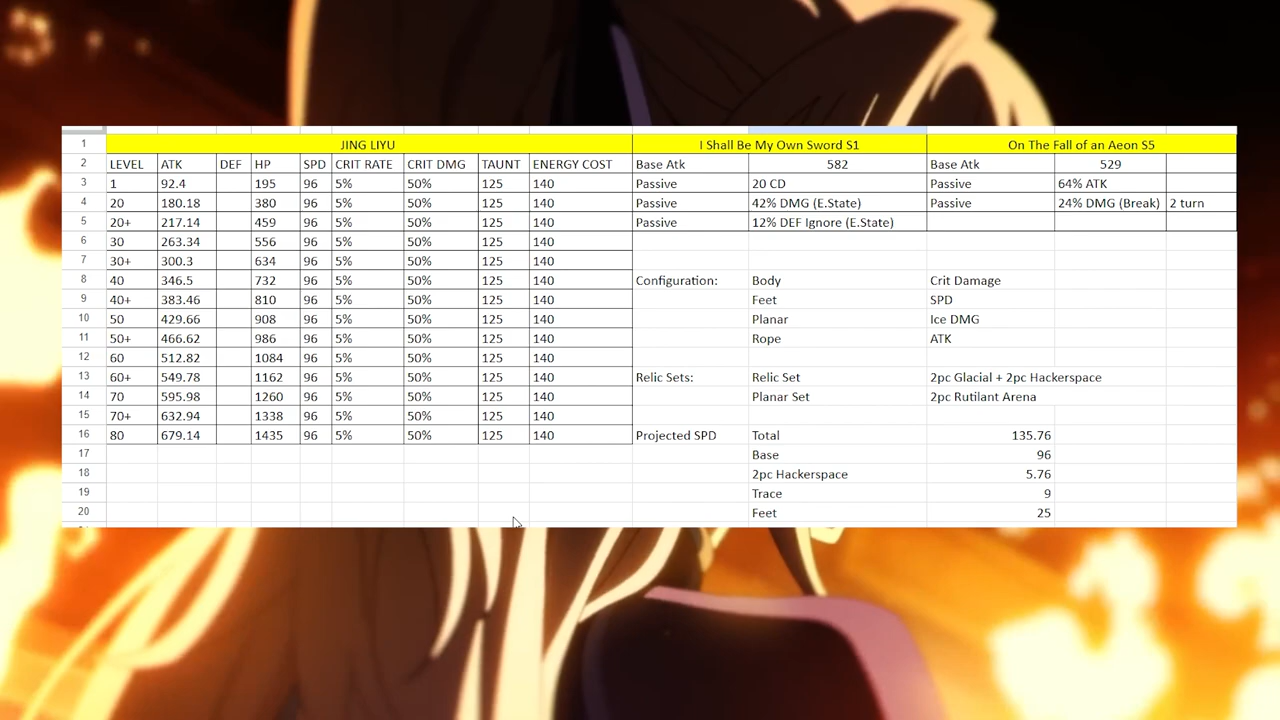 1 JING LIYU I Shall Be My Own Sword S1 On The Fall of an Aeon S5
2 LEVEL ATK DEF HP SPD CRIT RATE CRIT DMG TAUNT ENERGY COST Base Atk 582 Base Atk 529
3 1 92.4 195 96 5% 50% 125 140 Passive 20 CD Passive 64% ATK
4 20 180.18 380 96 5% 50% 125 140 Passive 42% DMG (E.State) Passive 24% DMG (Break) 2 turn
5 20+ 217.14 459 96 5% 50% 125 140 Passive 12% DEF Ignore (E.State)
6 30 263.34 556 96 5% 50% 125 140
7 30+ 300.3 634 96 5% 50% 125 140
8 40 346.5 732 96 5% 50% 125 140 Configuration: Body Crit Damage
9 40+ 383.46 810 96 5% 50% 125 140 Feet SPD
10 50 429.66 908 96 5% 50% 125 140 Planar Ice DMG
11 50+ 466.62 986 96 5% 50% 125 140 Rope ATK
12 60 512.82 1084 96 5% 50% 125 140
13 60+ 549.78 1162 96 5% 50% 125 140 Relic Sets: Relic Set 2pc Glacial + 2pc Hackerspace
14 70 595.98 1260 96 5% 50% 125 140 Planar Set 2pc Rutilant Arena
15 70+ 632.94 1338 96 5% 50% 125 140
16 80 679.14 1435 96 5% 50% 125 140 Projected SPD Total 135.76
17 Base 96
18 2pc Hackerspace 5.76
19 Trace 9
20 Feet 25